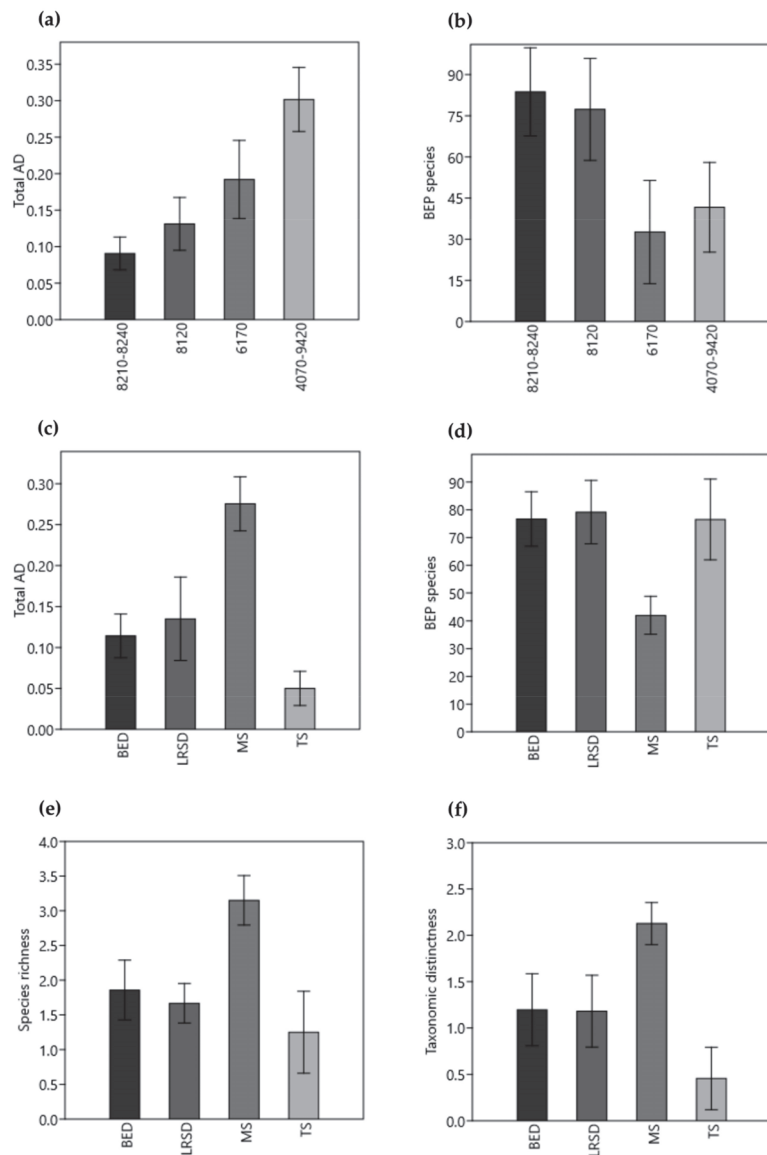 (a)
Total AD
0.35
0.30
0.25
0.20
0.15
0.10
0.05
0.00
8210-8240
8120
6170
4070-9420
(b)
BEP species
90
75
60
45
30
15
0
8210-8240
8120
6170
4070-9420
(c)
Total AD
0.30
0.25
0.20
0.15
0.10
0.05
0.00
BED
LRSD
MS
TS
(d)
BEP species
90
80
70
60
50
40
30
20
10
0
BED
LRSD
MS
TS
(e)
Species richness
4.0
3.5
3.0
2.5
2.0
1.5
1.0
0.5
0.0
BED
LRSD
MS
TS
(f)
Taxonomic distinctness
3.0
2.5
2.0
1.5
1.0
0.5
0.0
BED
LRSD
MS
TS